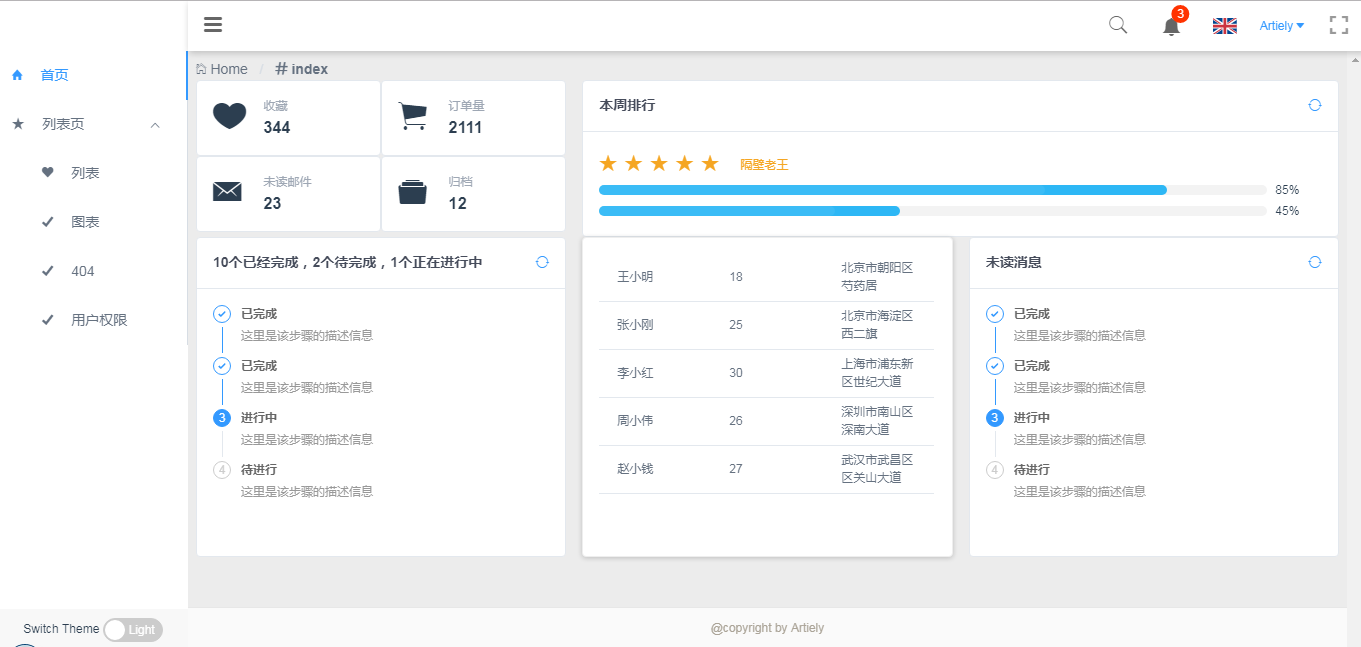 3
Artiely
首页
列表页
列表
图表
404
用户权限
Switch Theme
Light
Home / # index
收藏
344
订单量
2111
未读邮件
23
归档
12
本周排行
隔壁老王
85%
45%
10个已经完成，2个待完成，1个正在进行中
已完成
这里是该步骤的描述信息
已完成
这里是该步骤的描述信息
3
进行中
这里是该步骤的描述信息
4
待进行
这里是该步骤的描述信息
王小明 18 北京市朝阳区
芍药居
张小刚 25 北京市海淀区
西二旗
李小红 30 上海市浦东新
区世纪大道
周小伟 26 深圳市南山区
深南大道
赵小钱 27 武汉市武昌区
区关山大道
未读消息
已完成
这里是该步骤的描述信息
已完成
这里是该步骤的描述信息
3
进行中
这里是该步骤的描述信息
4
待进行
这里是该步骤的描述信息
@copyright by Artiely